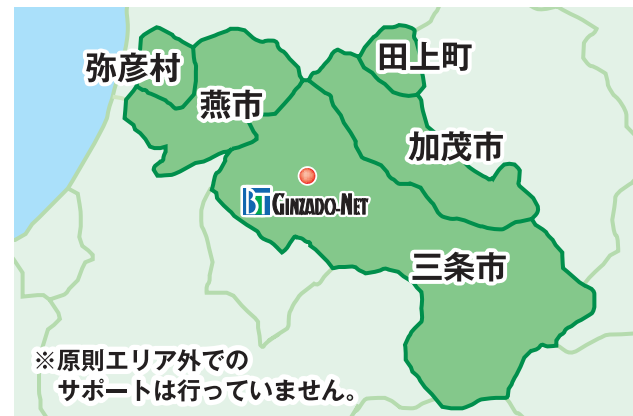 弥彦村
田上町
燕市
加茂市
BT GINZADO-NET
三条市
※原則エリア外での
サポートは行っていません。